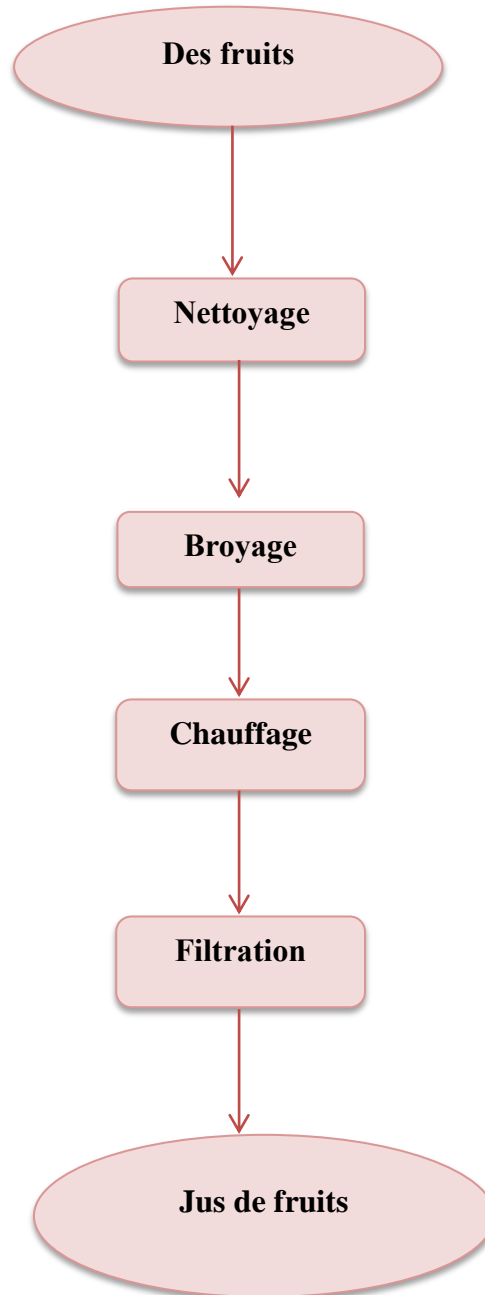 Des fruits
Nettoyage
Broyage
Chauffage
Filtration
Jus de fruits